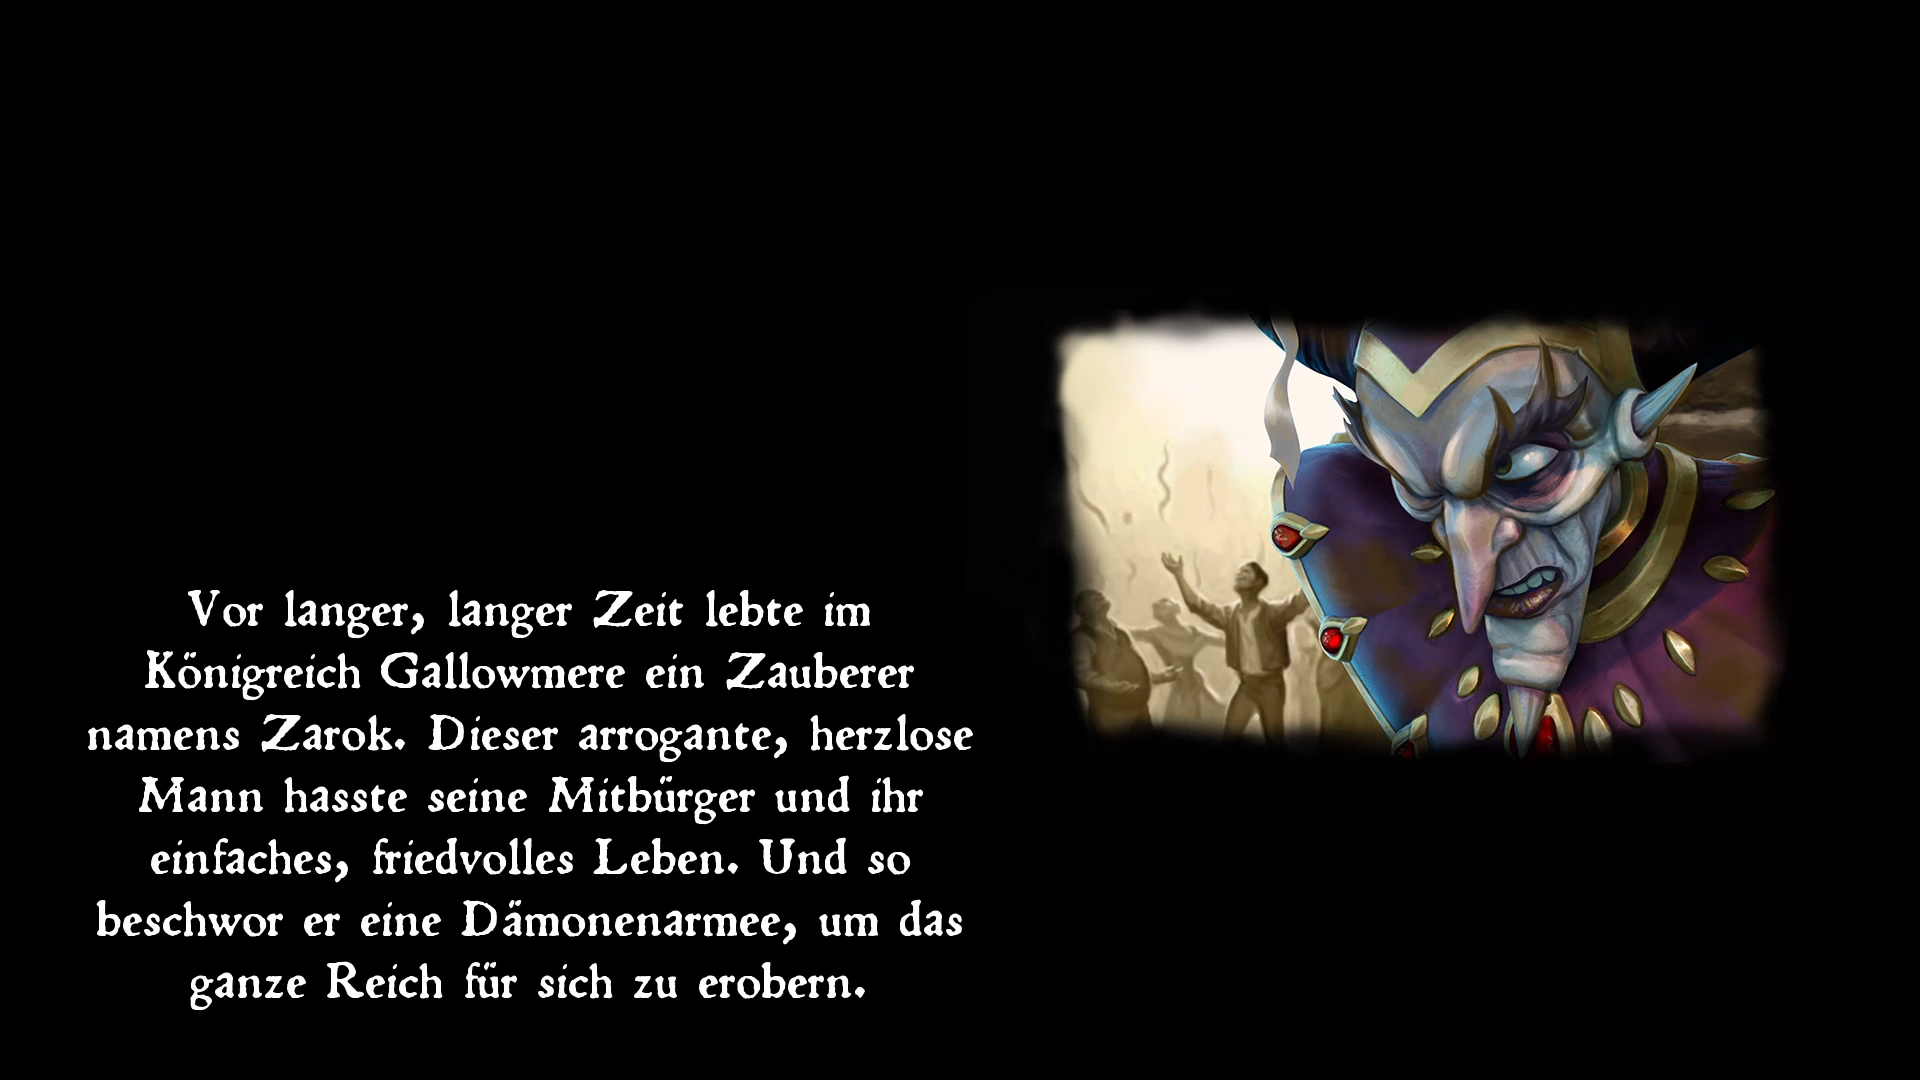 Vor langer, langer Zeit lebte im
Königreich Gallowmere ein Zauberer
namens Zarok. Dieser arrogante, herzlose
Mann hasste seine Mitbürger und ihr
einfaches, friedvolles Leben. Und so
beschwor er eine Dämonenarmee, um das
ganze Reich für sich zu erobern.